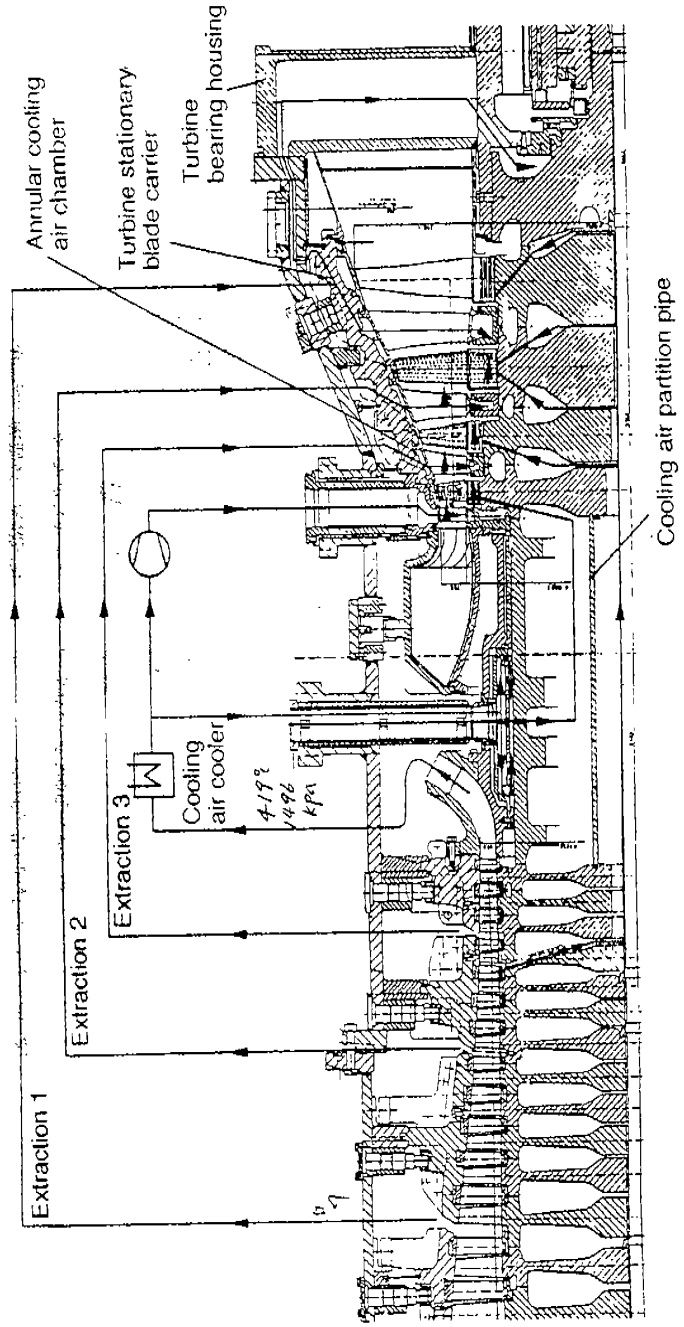 Extraction 1
Extraction 2
Extraction 3
Cooling
air cooler
419°
1496
kpa
Annular cooling
air chamber
Turbine stationary
blade carrier
Turbine
bearing housing
Cooling air partition pipe